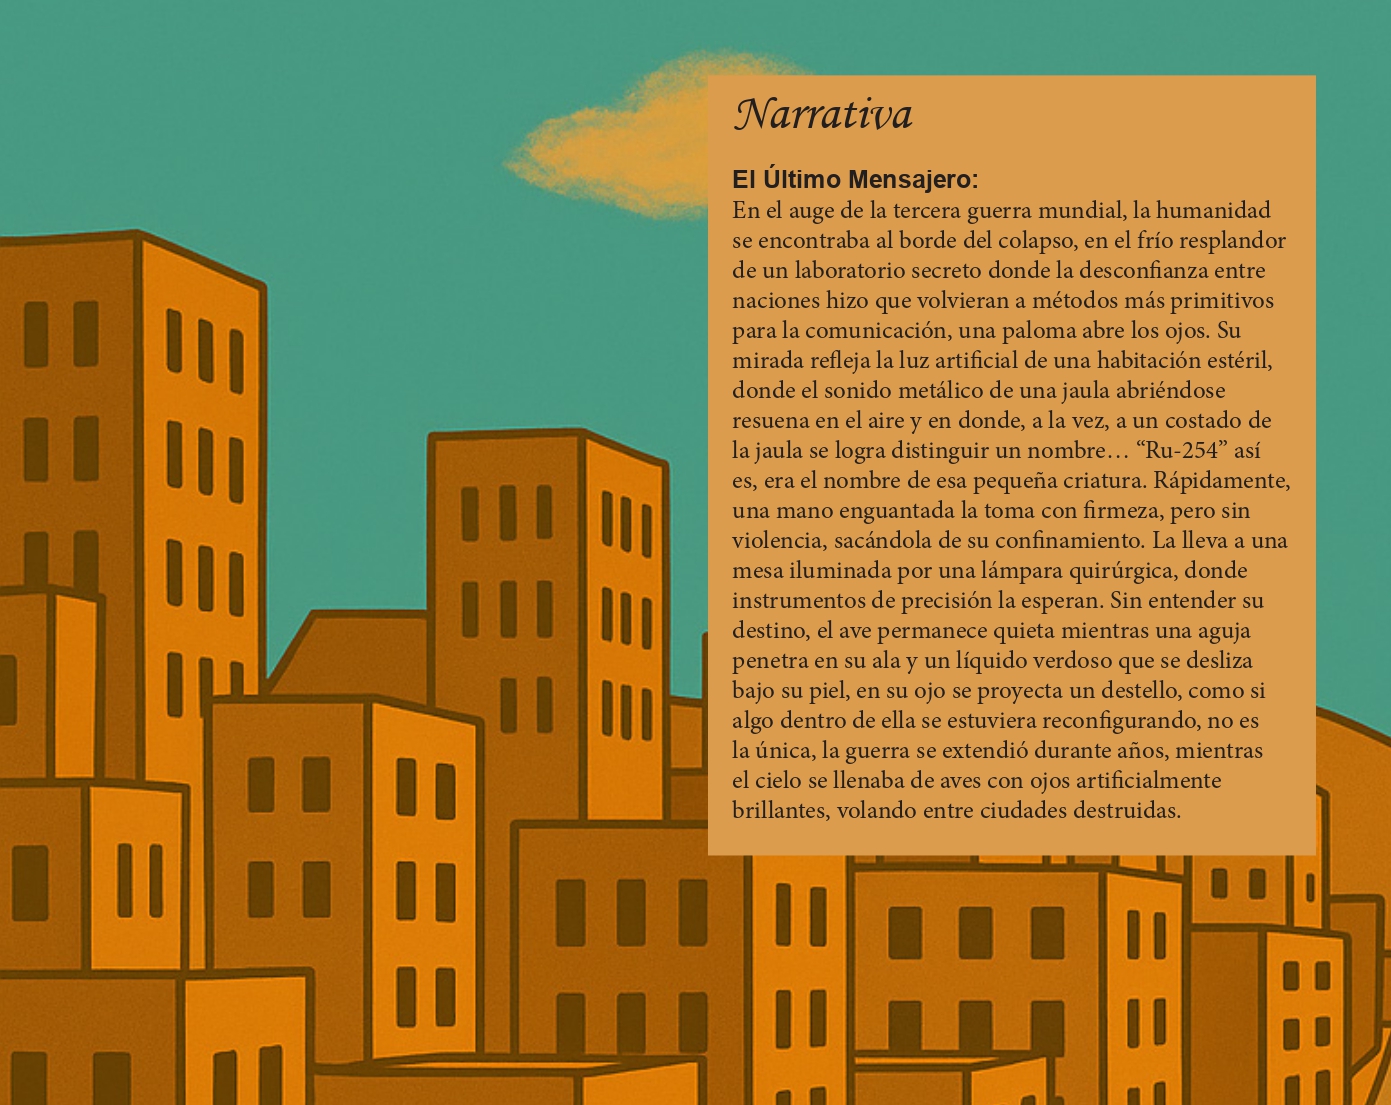 Narrativa
El Último Mensajero:
En el auge de la tercera guerra mundial, la humanidad
se encontraba al borde del colapso, en el frío resplandor
de un laboratorio secreto donde la desconfianza entre
naciones hizo que volvieran a métodos más primitivos
para la comunicación, una paloma abre los ojos. Su
mirada refleja la luz artificial de una habitación estéril,
donde el sonido metálico de una jaula abriéndose
resuena en el aire y en donde, a la vez, a un costado de
la jaula se logra distinguir un nombre… “Ru-254” así
es, era el nombre de esa pequeña criatura. Rápidamente,
una mano enguantada la toma con firmeza, pero sin
violencia, sacándola de su confinamiento. La lleva a una
mesa iluminada por una lámpara quirúrgica, donde
instrumentos de precisión la esperan. Sin entender su
destino, el ave permanece quieta mientras una aguja
penetra en su ala y un líquido verdoso que se desliza
bajo su piel, en su ojo se proyecta un destello, como si
algo dentro de ella se estuviera reconfigurando, no es
la única, la guerra se extendió durante años, mientras
el cielo se llenaba de aves con ojos artificialmente
brillantes, volando entre ciudades destruidas.